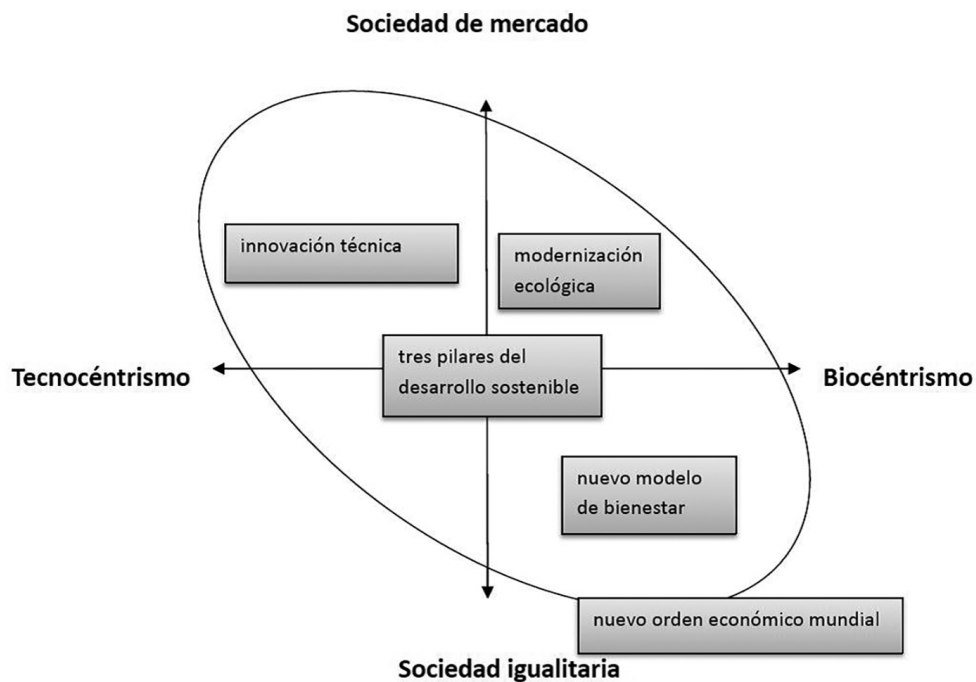 Sociedad de mercado
innovación técnica
modernización
ecológica
tres pilares del
desarrollo sostenible
Tecnocéntrismo
Biocéntrismo
nuevo modelo
de bienestar
nuevo orden económico mundial
Sociedad igualitaria